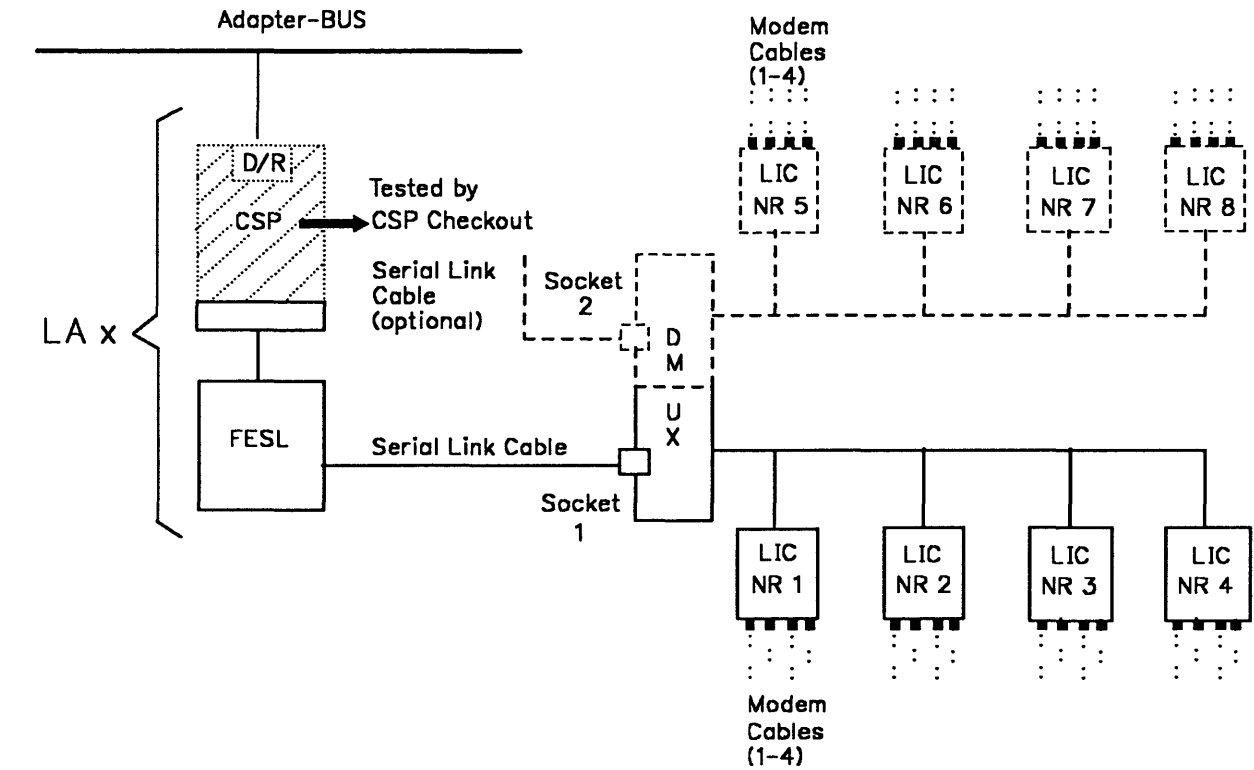 Adapter-BUS
Modem
Cables
(1-4)
D/R
CSP
Tested by
CSP Checkout
LIC
NR 5
LIC
NR 6
LIC
NR 7
LIC
NR 8
Serial Link
Cable
(optional)
Socket
2
LA x
D
M
U
X
FESL
Serial Link Cable
Socket
1
LIC
NR 1
LIC
NR 2
LIC
NR 3
LIC
NR 4
Modem
Cables
(1-4)